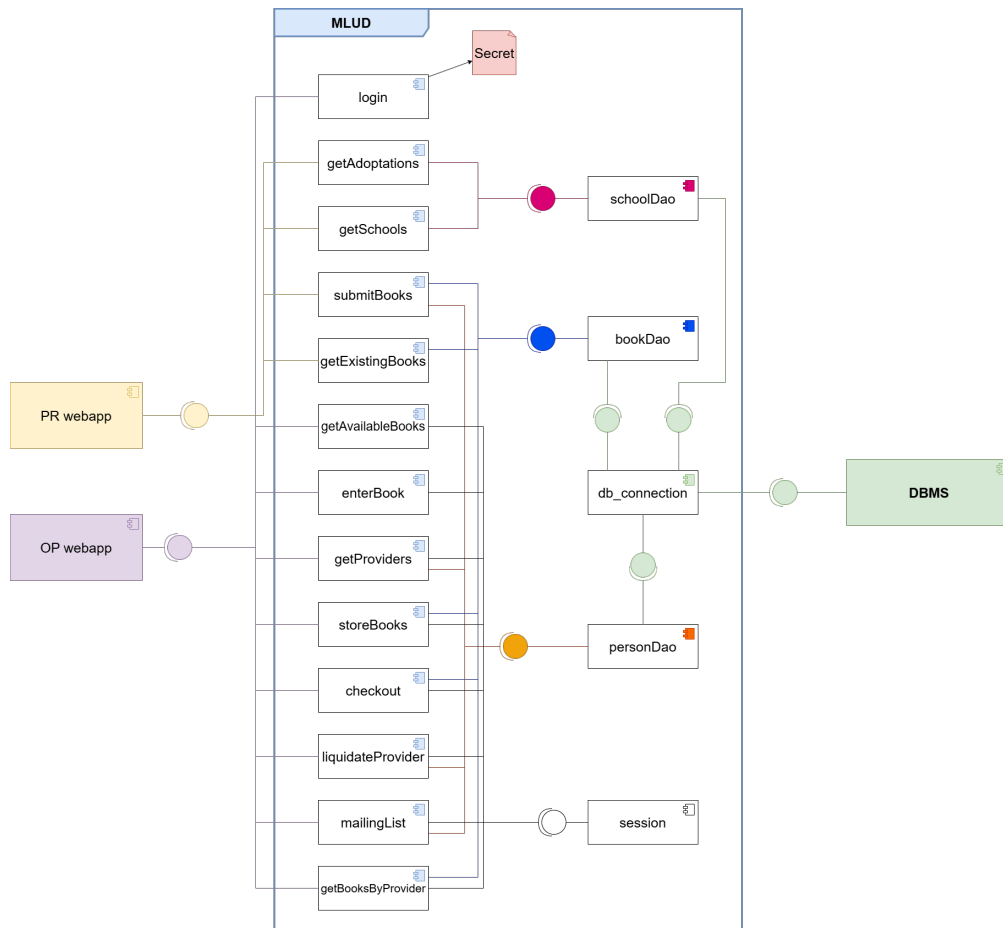 MLUD
Secret
login
getAdoptations
schoolDao
getSchools
submitBooks
bookDao
getExistingBooks
PR webapp
getAvailableBooks
enterBook
db_connection
DBMS
OP webapp
getProviders
storeBooks
personDao
checkout
liquidateProvider
mailingList
session
getBooksByProvider